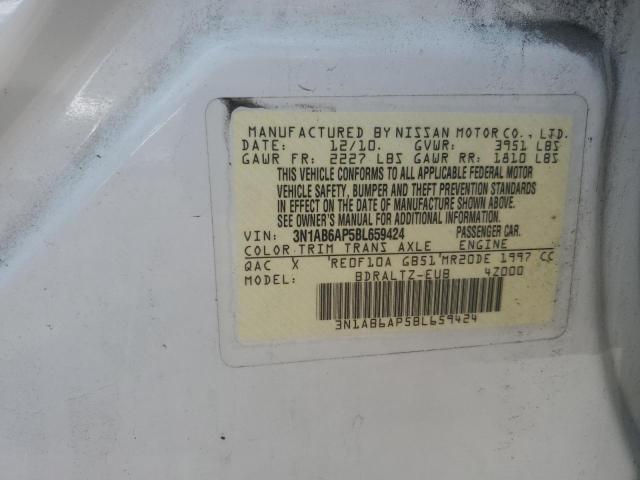 MANUFACTURED BY NISSAN MOTOR CO., LTD.
DATE: 12/10. GVWR: 3951 LBS
GAWR FR: 2227 LBS GAWR RR: 1810 LBS
THIS VEHICLE CONFORMS TO ALL APPLICABLE FEDERAL MOTOR
VEHICLE SAFETY, BUMPER AND THEFT PREVENTION STANDARDS
IN EFFECT ON THE DATE OF MANUFACTURE SHOWN ABOVE.
SEE OWNER'S MANUAL FOR ADDITIONAL INFORMATION.
VIN: 3N1AB6AP5BL659424 PASSENGER CAR.
COLOR TRIM TRANS AXLE ENGINE
QAC X RE0F10A GB51 MR20DE 1997 CC
MODEL: BDRALTZ-EUB 4Z000
3N1AB6AP5BL659424